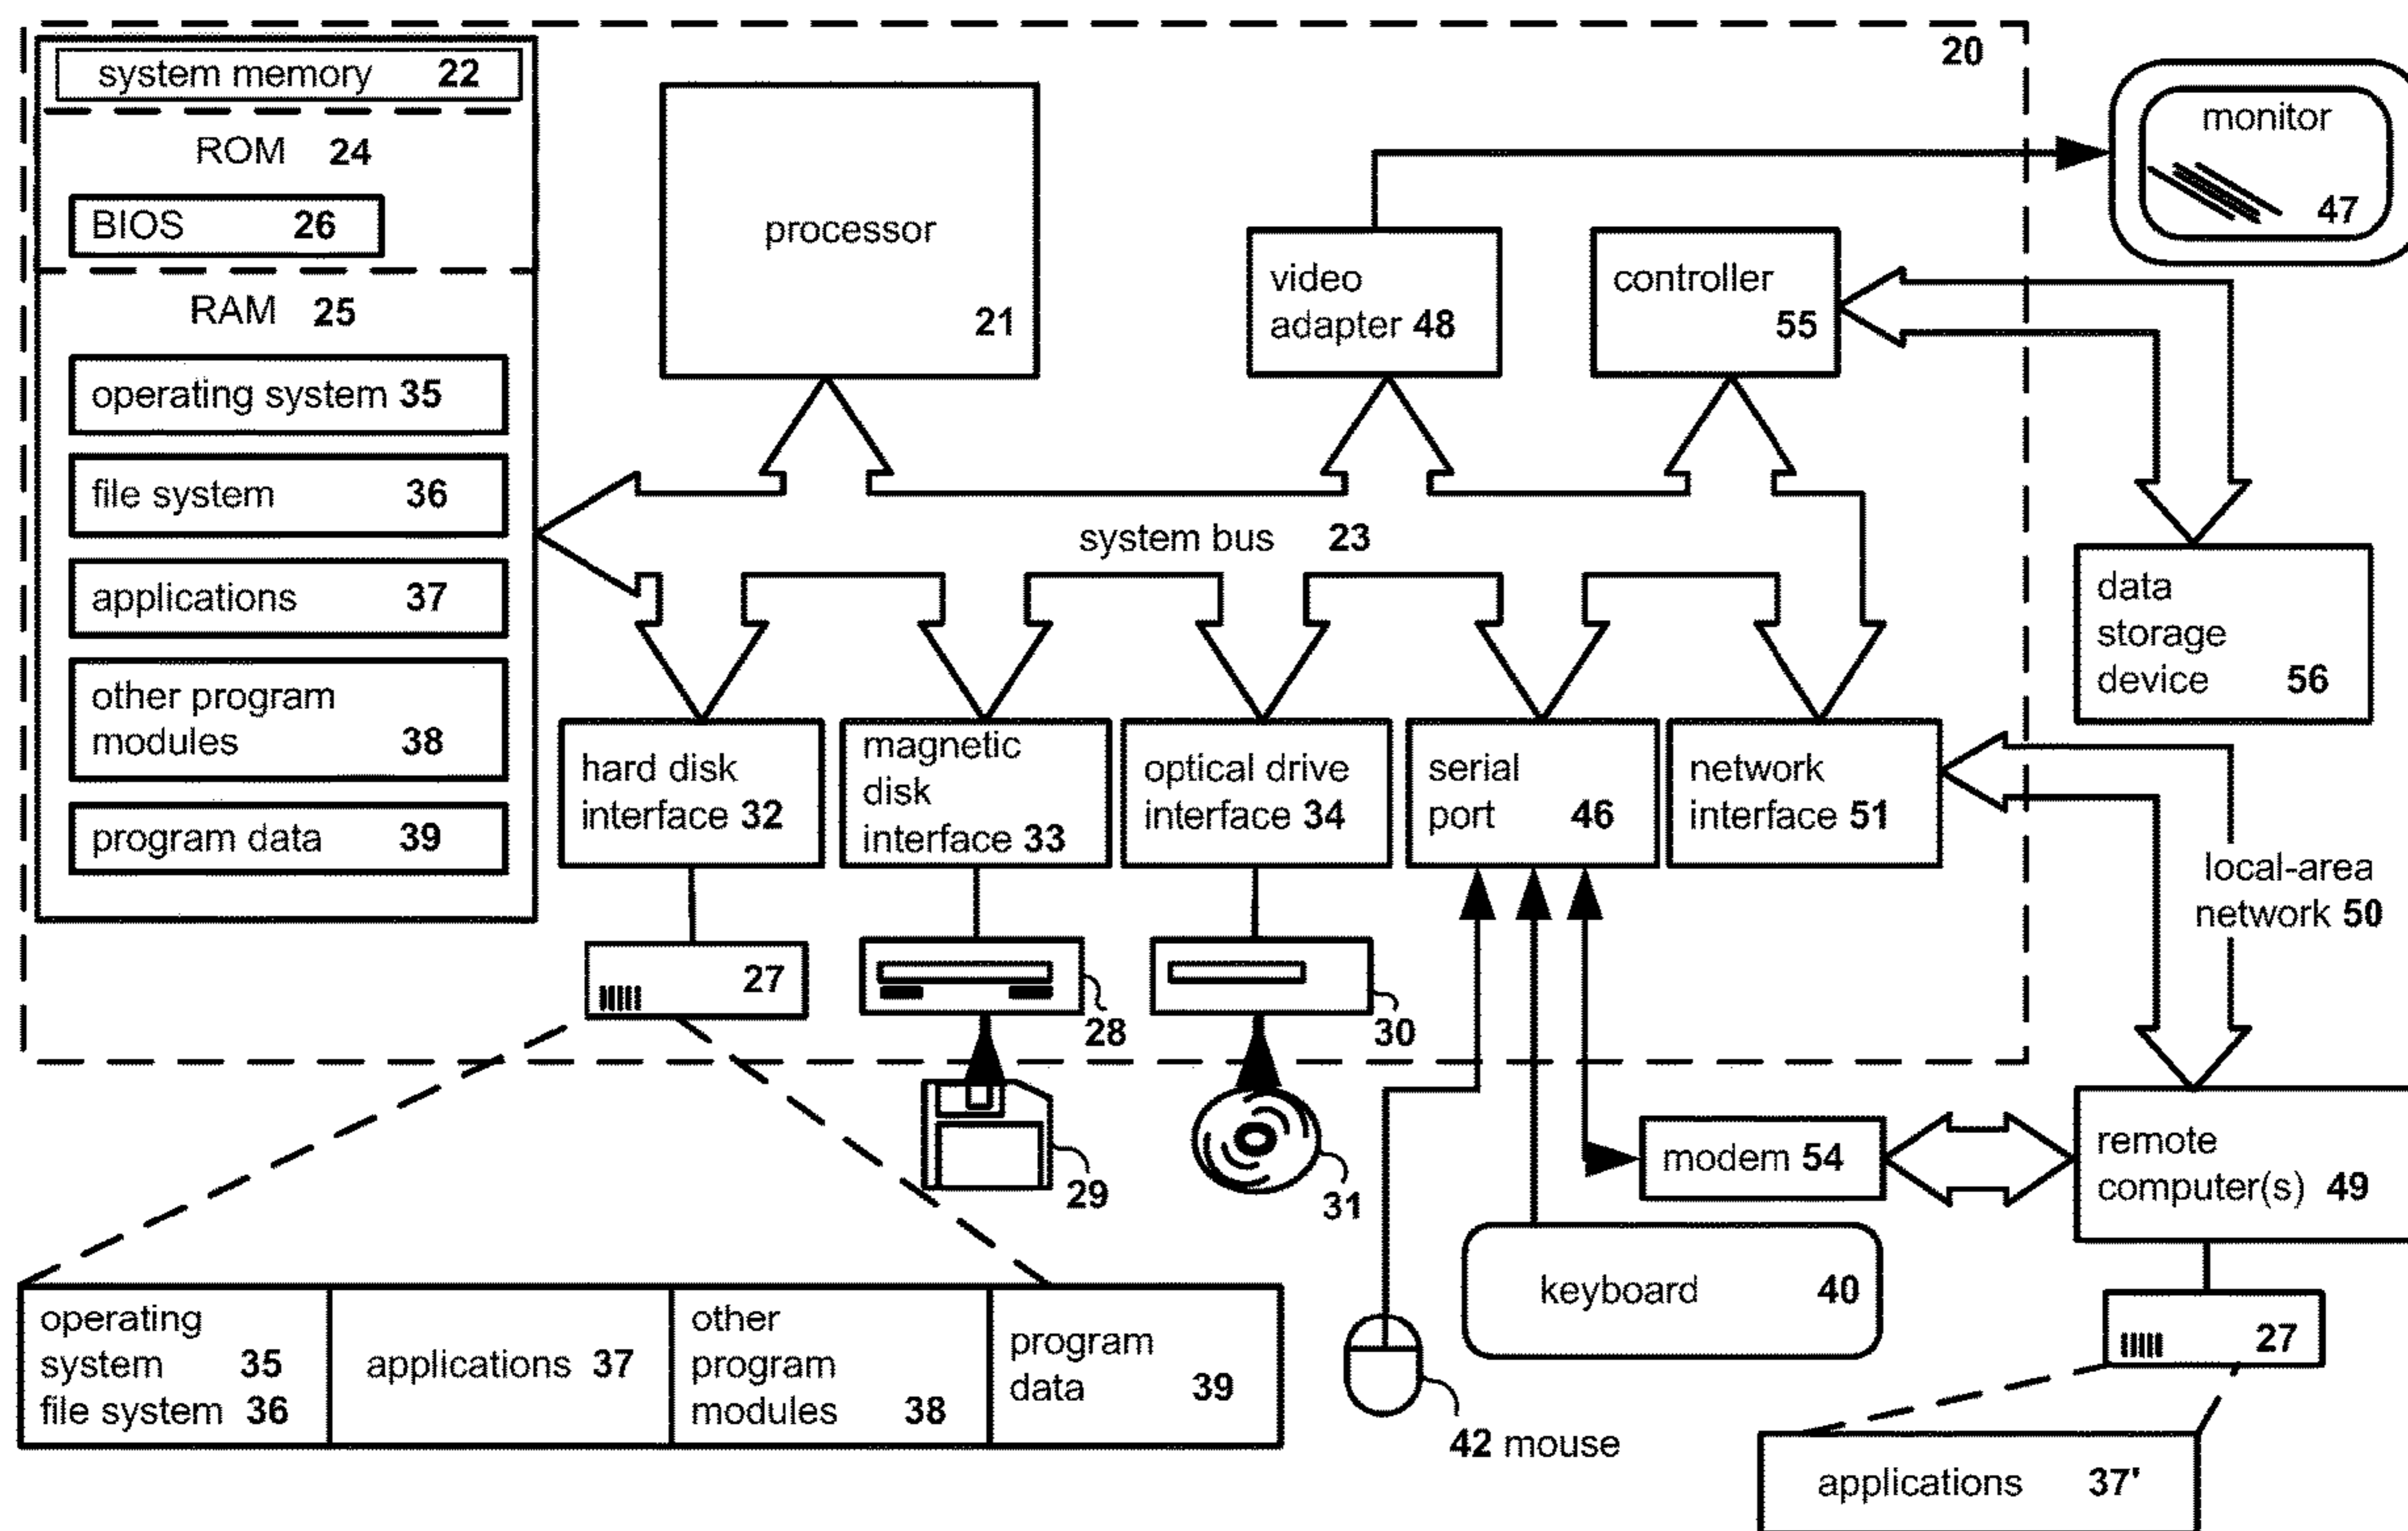 20
system memory 22
ROM 24
BIOS 26
RAM 25
operating system 35
file system 36
applications 37
other program
modules 38
program data 39
processor
21
video
adapter 48
controller
55
monitor
47
system bus 23
data
storage
device 56
hard disk
interface 32
magnetic
disk
interface 33
optical drive
interface 34
serial
port 46
network
interface 51
local-area
network 50
27
28
30
29
31
modem 54
remote
computer(s) 49
keyboard 40
27
42 mouse
operating
system 35
file system 36
applications 37
other
program
modules 38
program
data 39
applications 37'